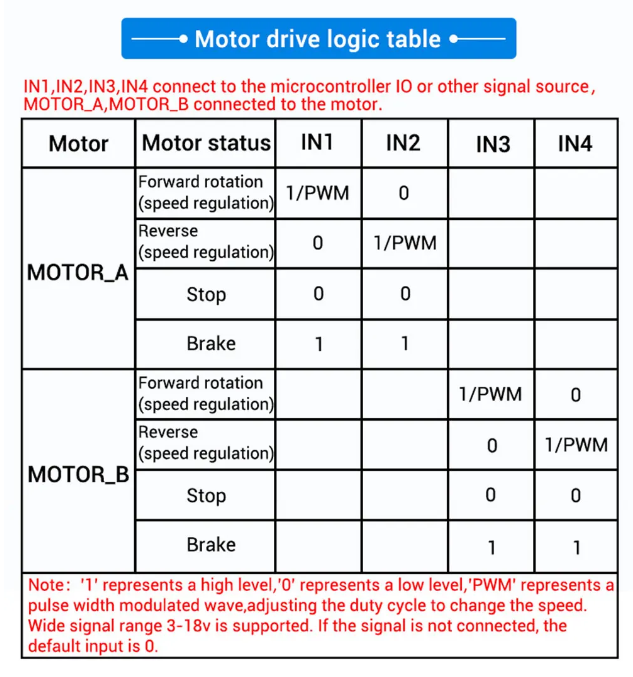 Motor drive logic table
IN1,IN2,IN3,IN4 connect to the microcontroller IO or other signal source,
MOTOR_A,MOTOR_B connected to the motor.
Motor Motor status IN1 IN2 IN3 IN4
MOTOR_A
Forward rotation
(speed regulation) 1/PWM 0
Reverse
(speed regulation) 0 1/PWM
Stop 0 0
Brake 1 1
MOTOR_B
Forward rotation
(speed regulation) 1/PWM 0
Reverse
(speed regulation) 0 1/PWM
Stop 0 0
Brake 1 1
Note: '1' represents a high level,'0' represents a low level,'PWM' represents a
pulse width modulated wave,adjusting the duty cycle to change the speed.
Wide signal range 3-18v is supported. If the signal is not connected, the
default input is 0.